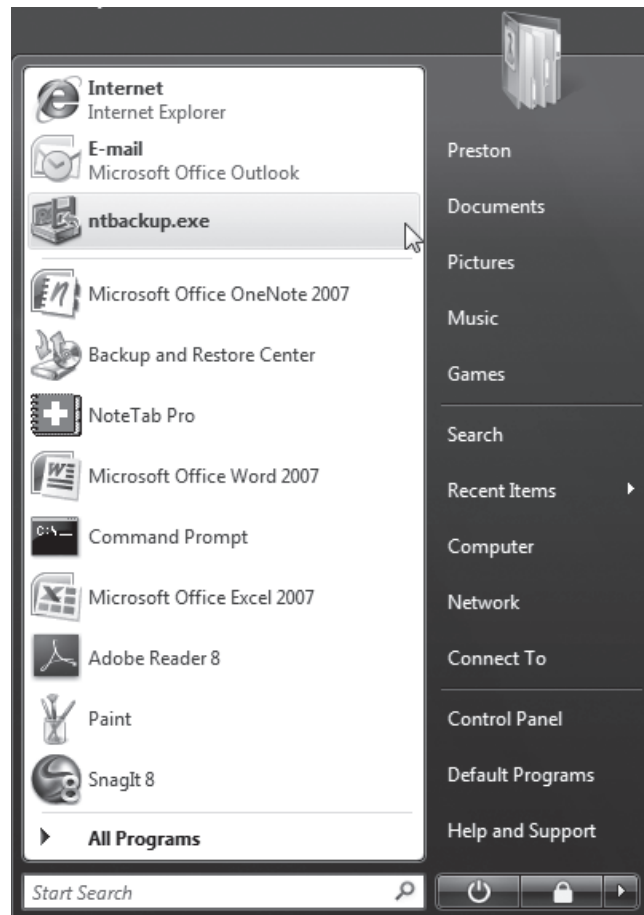 Internet
Internet Explorer
E-mail
Microsoft Office Outlook
ntbackup.exe
Microsoft Office OneNote 2007
Backup and Restore Center
NoteTab Pro
Microsoft Office Word 2007
Command Prompt
Microsoft Office Excel 2007
Adobe Reader 8
Paint
SnagIt 8
All Programs
Start Search
Preston
Documents
Pictures
Music
Games
Search
Recent Items
Computer
Network
Connect To
Control Panel
Default Programs
Help and Support